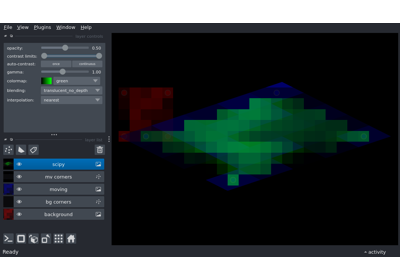 File View Plugins Window Help
opacity: 0.50
contrast limits:
auto-contrast: once continuous
gamma: 1.00
colormap: green
blending: translucent_no_depth
interpolation: nearest
scipy
mv corners
moving
bg corners
background
Ready
activity